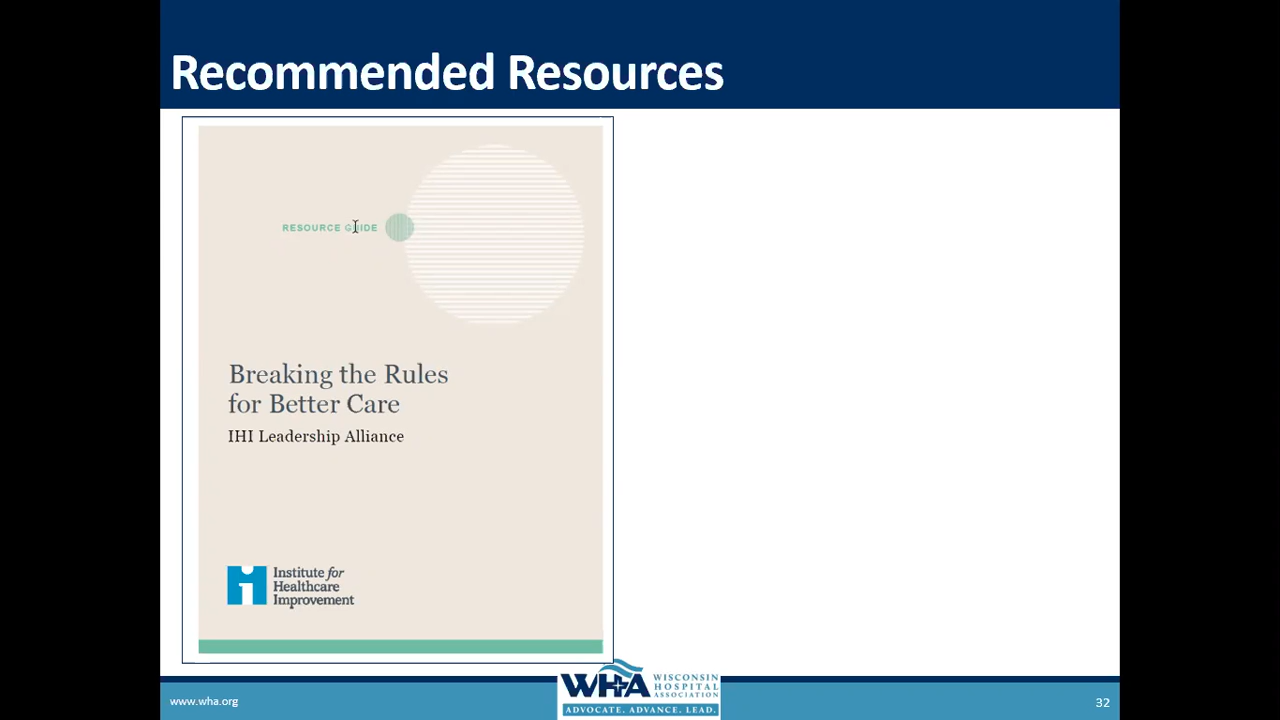 Recommended Resources
RESOURCE GUIDE
Breaking the Rules
for Better Care
IHI Leadership Alliance
Institute for
Healthcare
Improvement
www.wha.org
WHA
WISCONSIN
HOSPITAL
ASSOCIATION
ADVOCATE. ADVANCE. LEAD.
32